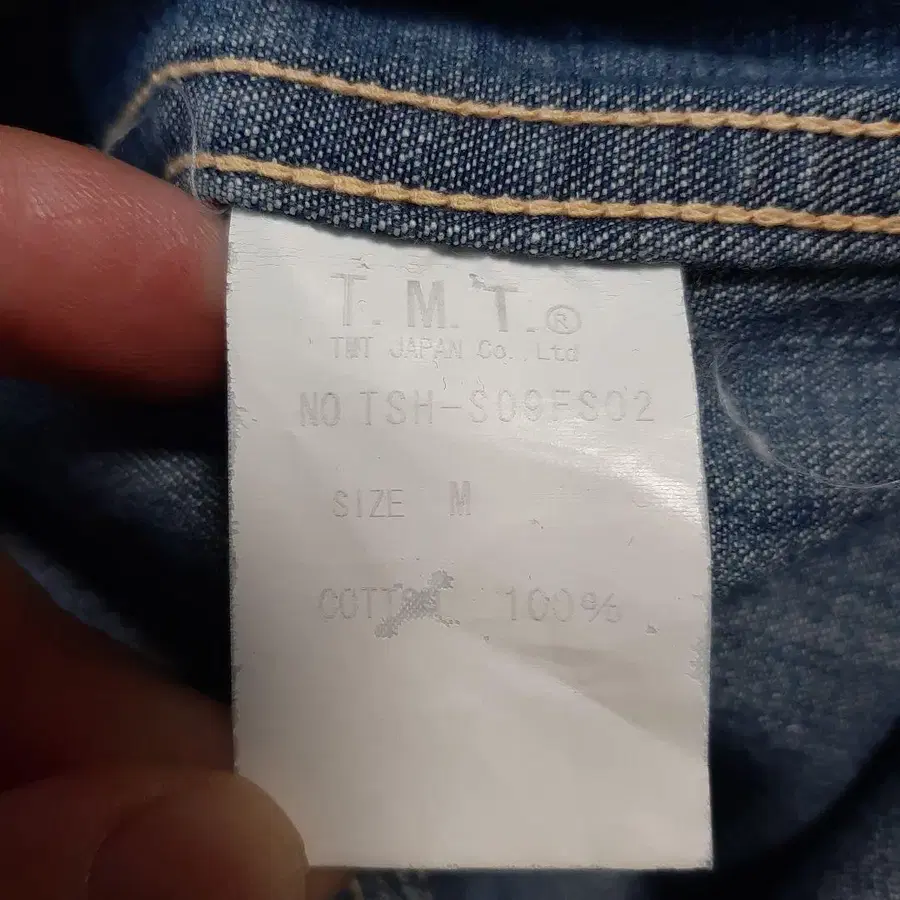 T. M. T.®
TMT JAPAN Co., Ltd
NO TSH-S09FS02
SIZE M
COTTON 100%